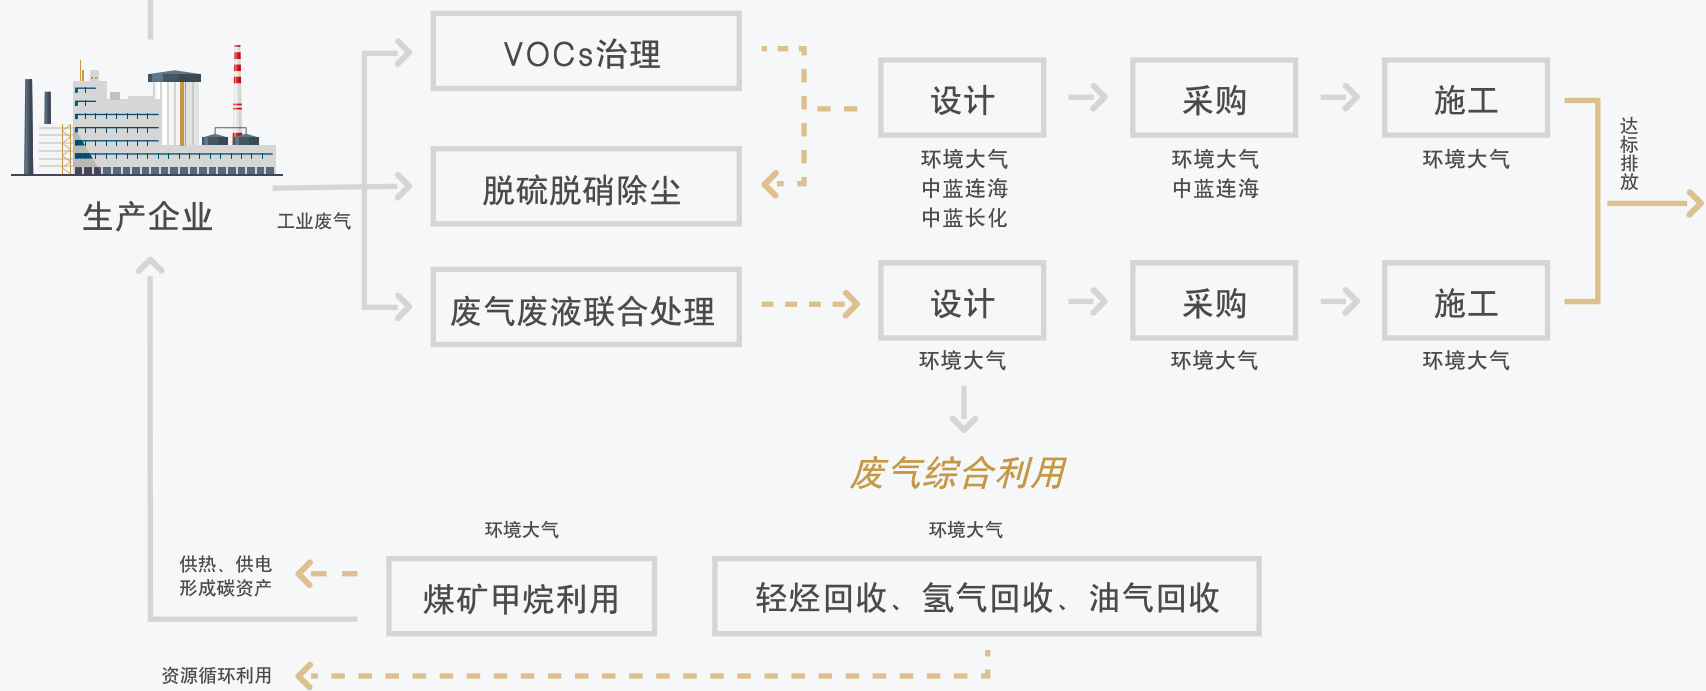 VOCs治理
设计
采购
施工
达标排放
环境大气
中蓝连海
中蓝长化
环境大气
中蓝连海
环境大气
脱硫脱硝除尘
生产企业
工业废气
废气废液联合处理
设计
采购
施工
环境大气
环境大气
环境大气
废气综合利用
环境大气
环境大气
供热、供电
形成碳资产
煤矿甲烷利用
轻烃回收、氢气回收、油气回收
资源循环利用